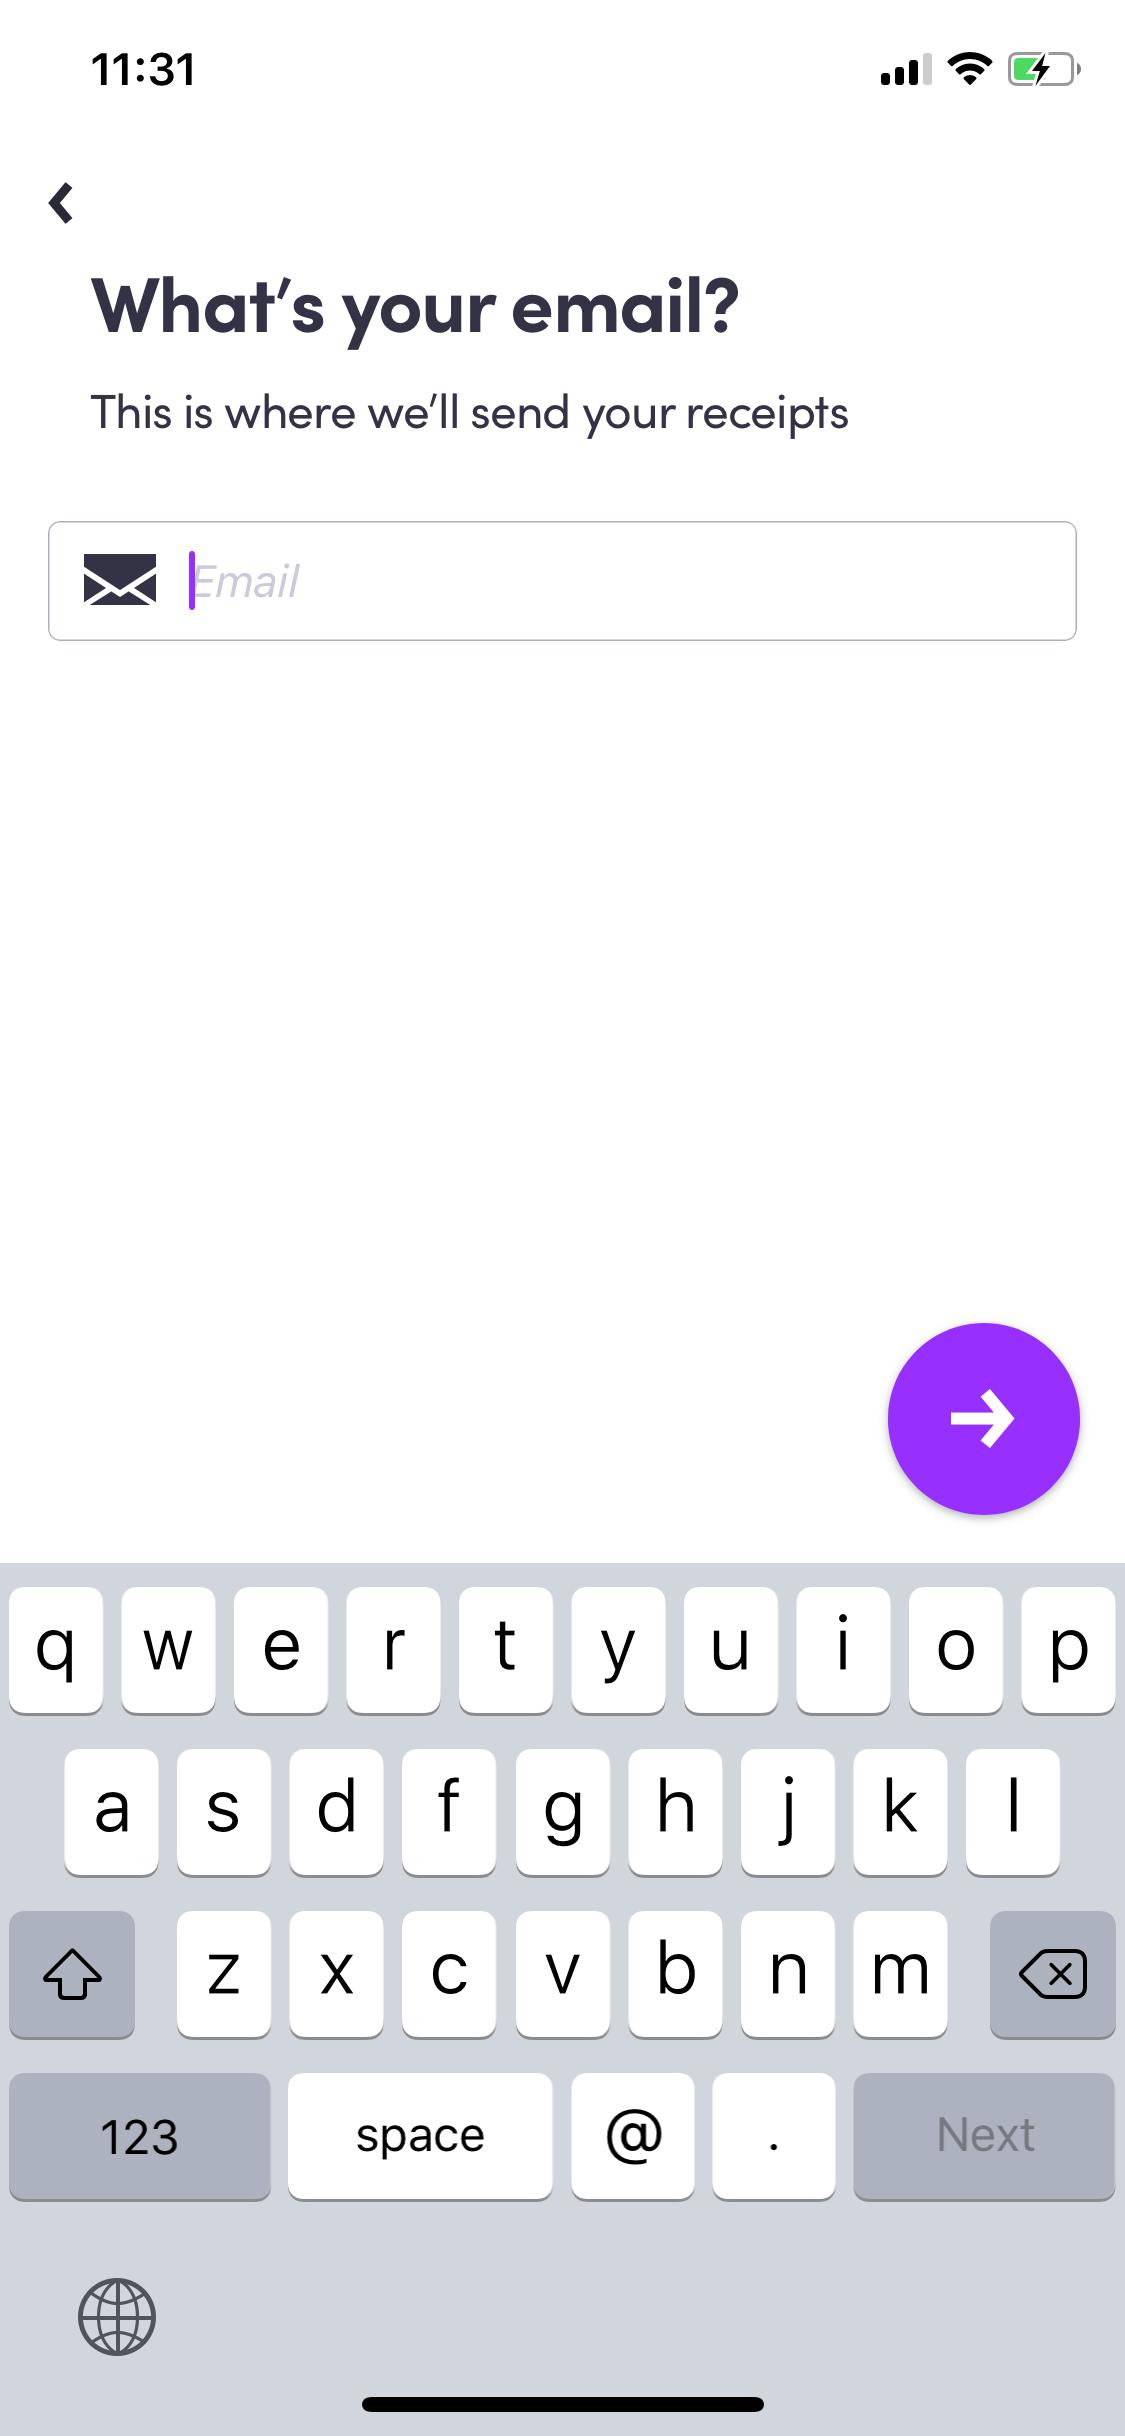 11:31
What’s your email?
This is where we’ll send your receipts
Email
q w e r t y u i o p
a s d f g h j k l
z x c v b n m
123 space @ . Next